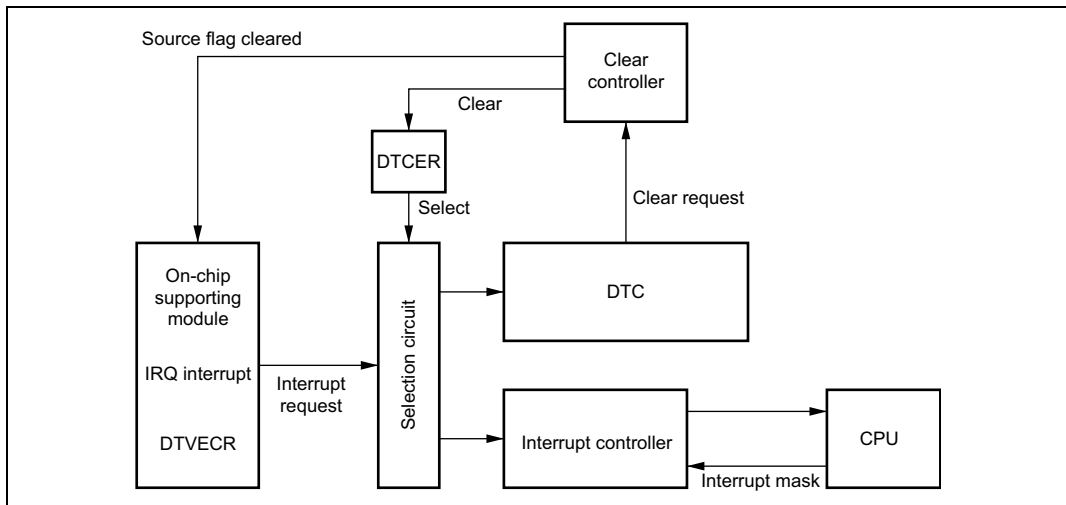 Source flag cleared
Clear
controller
Clear
DTCER
Clear request
Select
On-chip
supporting
module
DTC
Selection circuit
IRQ interrupt
Interrupt
request
DTVECR
Interrupt controller
CPU
Interrupt mask